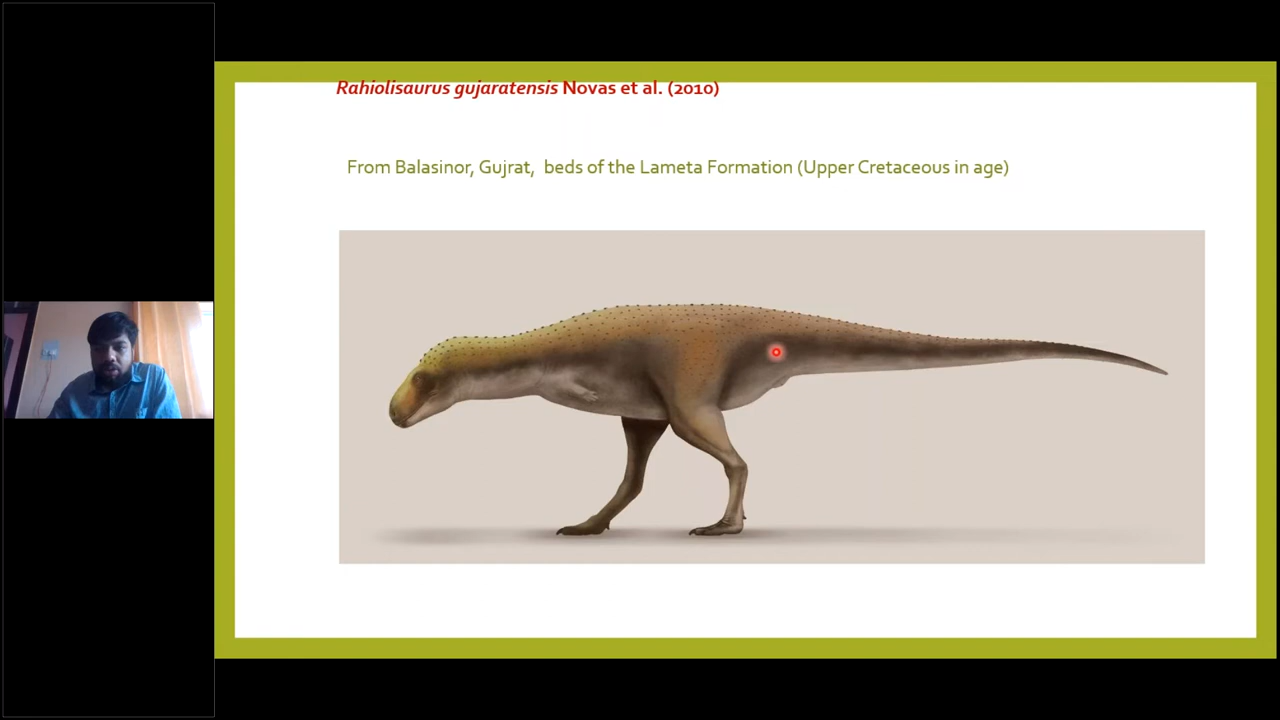 Rahiolisaurus gujaratensis Novas et al. (2010)
From Balasinor, Gujrat, beds of the Lameta Formation (Upper Cretaceous in age)